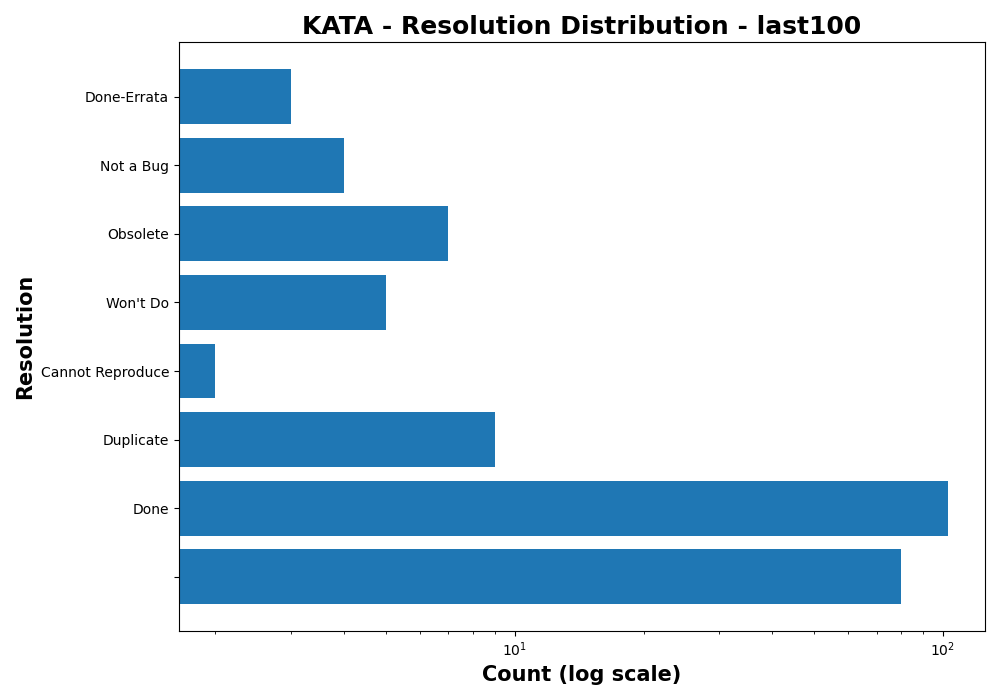 KATA - Resolution Distribution - last100
Done-Errata
Not a Bug
Obsolete
Won't Do
Cannot Reproduce
Duplicate
Done
Resolution
10¹
10²
Count (log scale)